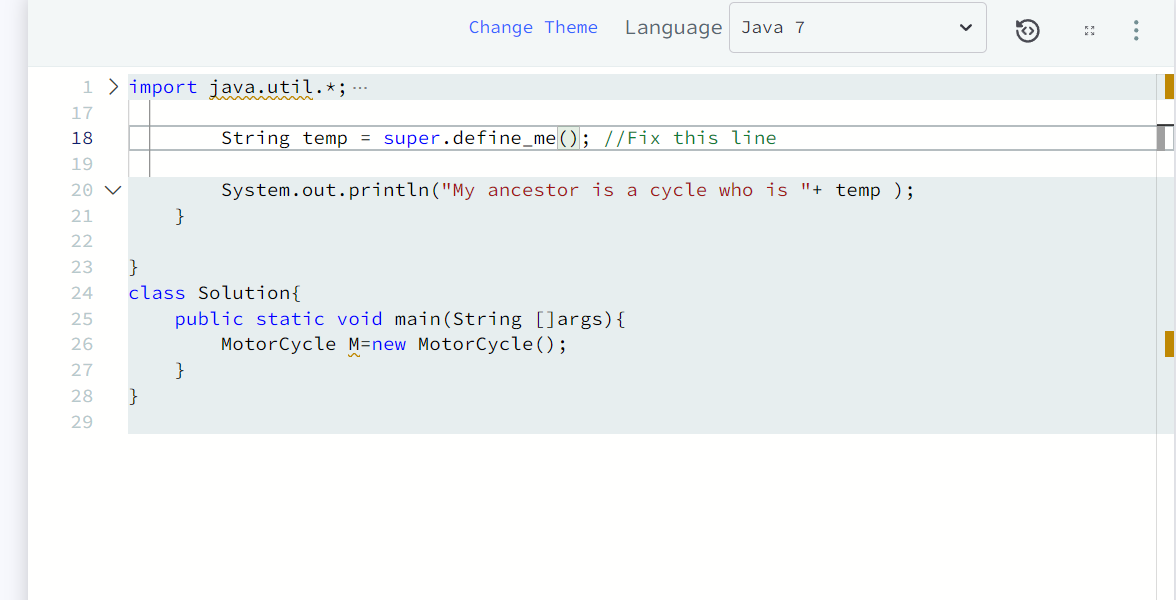 Change Theme Language Java 7
1 import java.util.*; ···
17
18 String temp = super.define_me(); //Fix this line
19
20 System.out.println("My ancestor is a cycle who is "+ temp );
21 }
22
23 }
24 class Solution{
25 public static void main(String []args){
26 MotorCycle M=new MotorCycle();
27 }
28 }
29